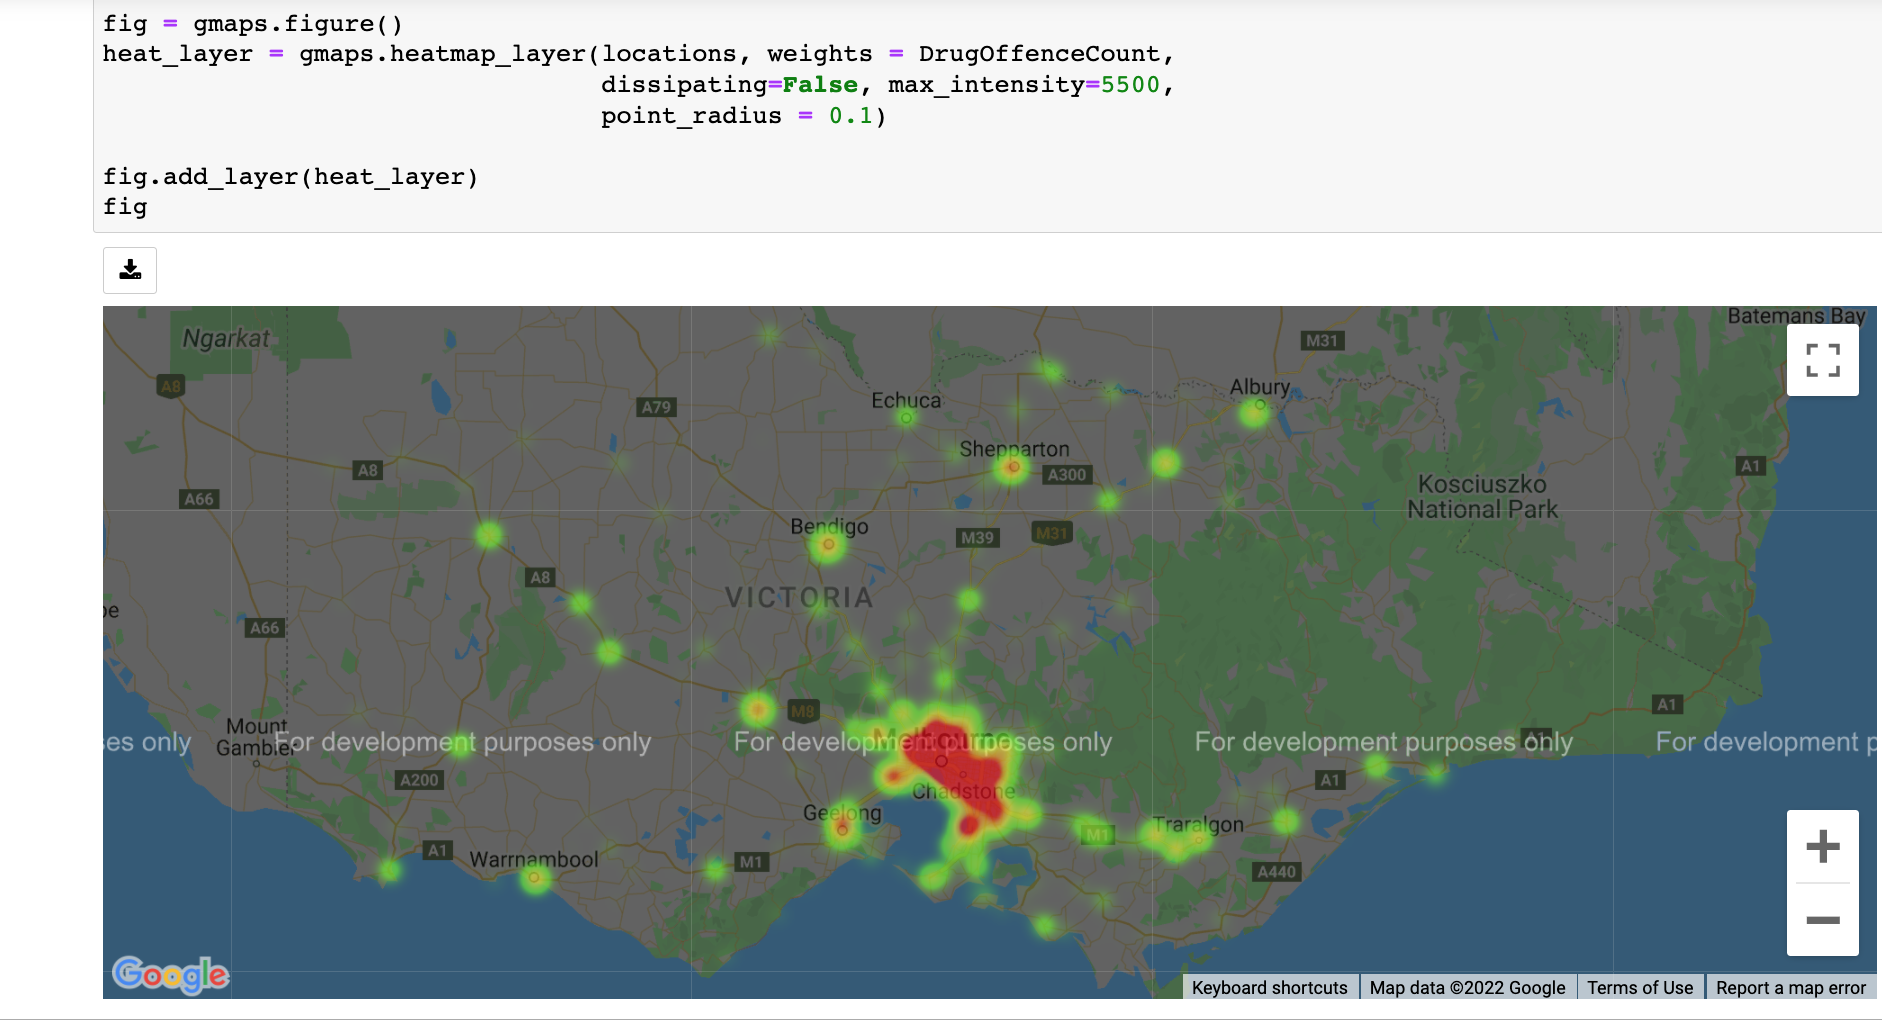 fig = gmaps.figure()
heat_layer = gmaps.heatmap_layer(locations, weights = DrugOffenceCount,
dissipating=False, max_intensity=5500,
point_radius = 0.1)
fig.add_layer(heat_layer)
fig
Batemans Bay
Ngarkat
M31
A8
Albury
Echuca
A79
Shepparton
A8
A300
A1
Kosciuszko
National Park
A66
Bendigo
M39
M31
A8
VICTORIA
A66
A1
M8
Mount
Gambier
ses only
For development purposes only
Melbourne
For development purposes only
For development purposes only
A1
For development p
A200
A1
Chadstone
Geelong
Traralgon
M1
A1
Warrnambool
M1
A440
Google
Keyboard shortcuts
Map data ©2022 Google
Terms of Use
Report a map error